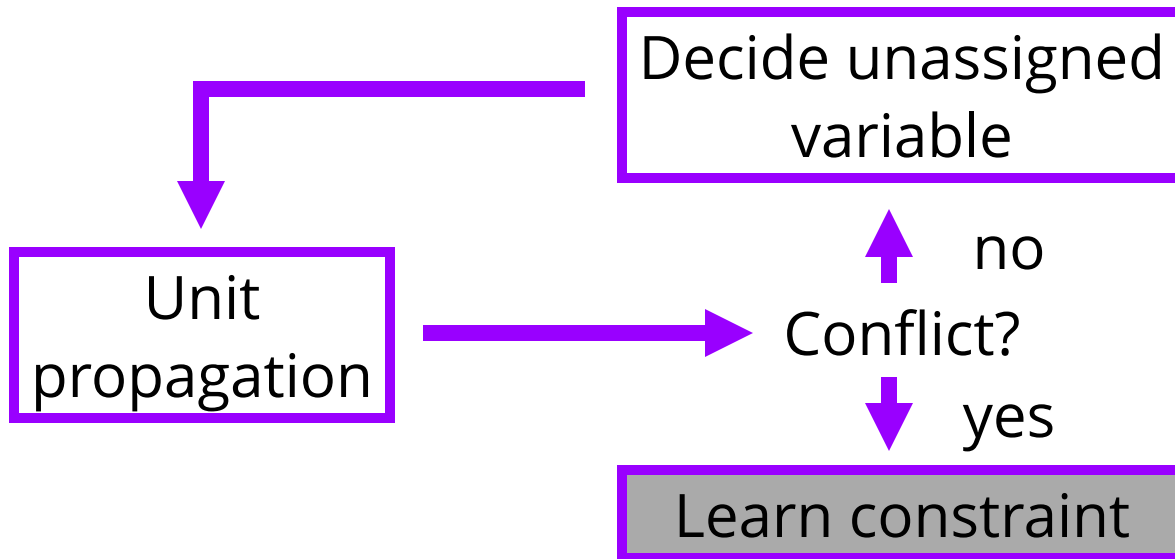 Decide unassigned
variable
no
Unit
propagation
Conflict?
yes
Learn constraint